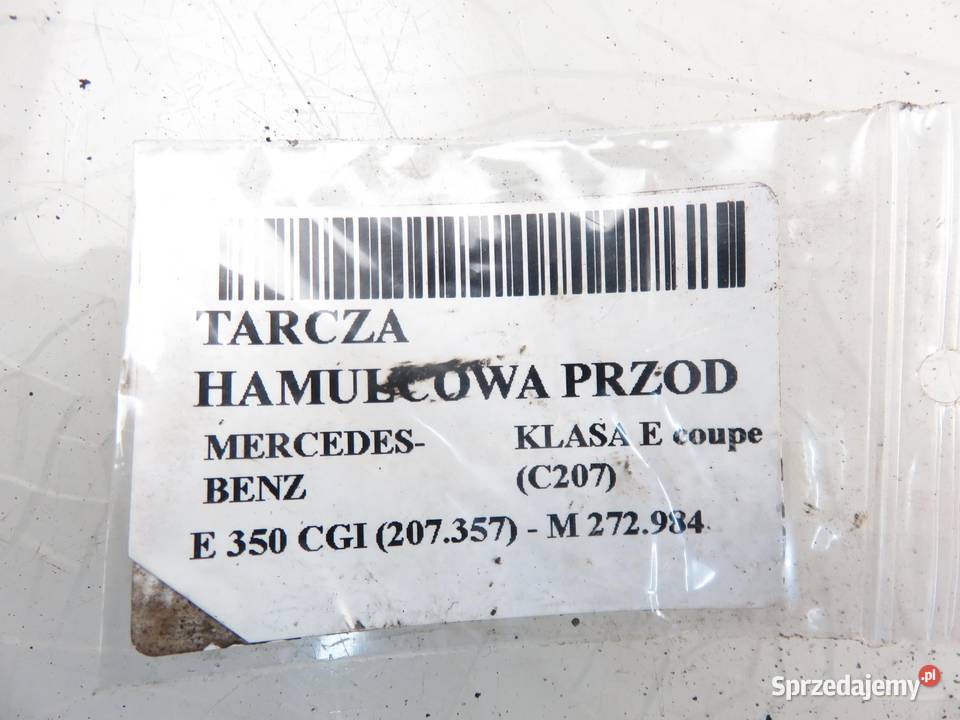 TARCZA
HAMULCOWA PRZOD
MERCEDES-BENZ
KLASA E coupe
(C207)
E 350 CGI (207.357) - M 272.984
Sprzedajemy.pl